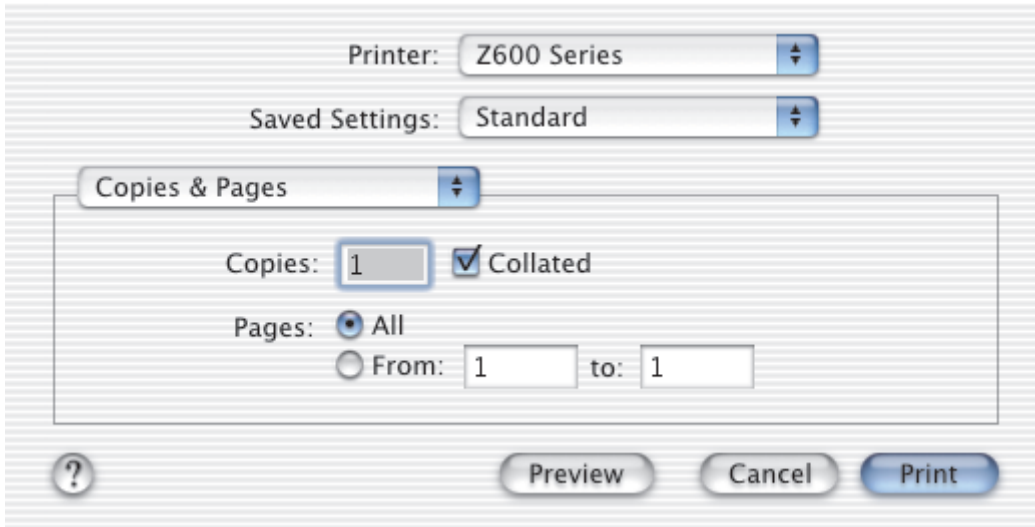 Printer: Z600 Series
Saved Settings: Standard
Copies & Pages
Copies: 1 Collated
Pages: All
From: 1 to: 1
? Preview Cancel Print